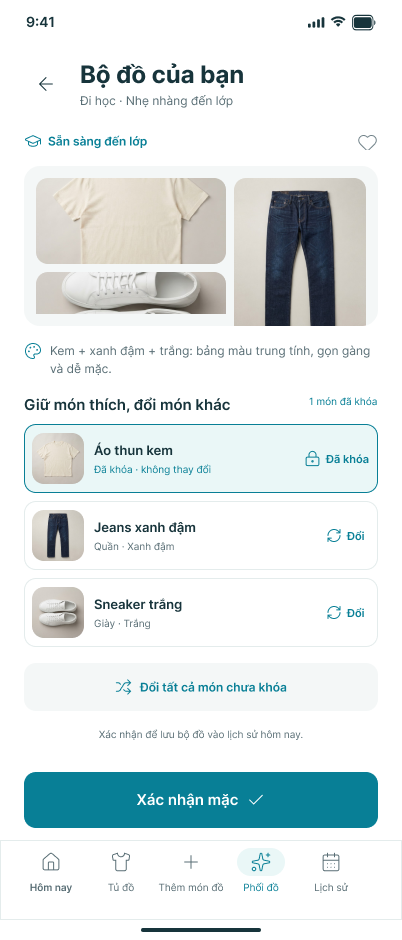 9:41
Bộ đồ của bạn
Đi học · Nhẹ nhàng đến lớp
Sẵn sàng đến lớp
Kem + xanh đậm + trắng: bảng màu trung tính, gọn gàng
và dễ mặc.
Giữ món thích, đổi món khác
1 món đã khóa
Áo thun kem
Đã khóa · không thay đổi
Đã khóa
Jeans xanh đậm
Quần · Xanh đậm
Đổi
Sneaker trắng
Giày · Trắng
Đổi
Đổi tất cả món chưa khóa
Xác nhận để lưu bộ đồ vào lịch sử hôm nay.
Xác nhận mặc
Hôm nay
Tủ đồ
Thêm món đồ
Phối đồ
Lịch sử